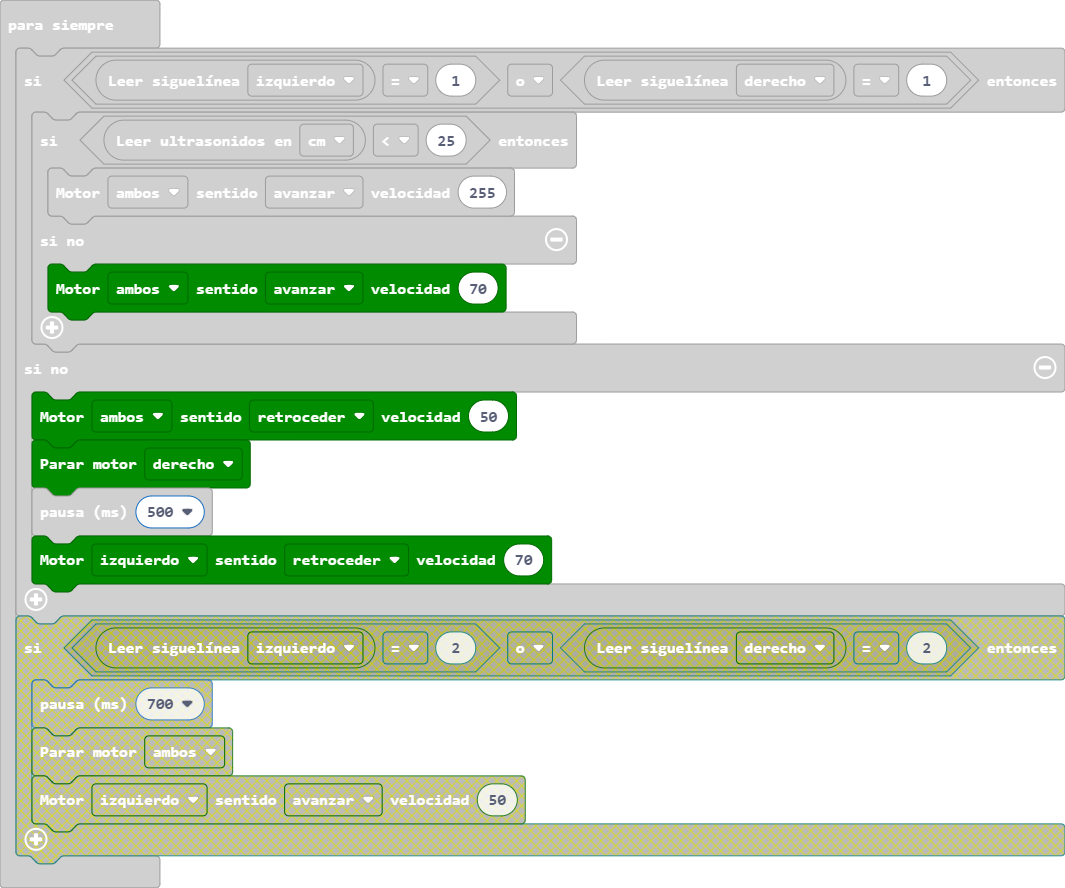 para siempre
si Leer siguelínea izquierdo = 1 o Leer siguelínea derecho = 1 entonces
si Leer ultrasonidos en cm < 25 entonces
Motor ambos sentido avanzar velocidad 255
si no
Motor ambos sentido avanzar velocidad 70
si no
Motor ambos sentido retroceder velocidad 50
Parar motor derecho
pausa (ms) 500
Motor izquierdo sentido retroceder velocidad 70
si Leer siguelínea izquierdo = 2 o Leer siguelínea derecho = 2 entonces
pausa (ms) 700
Parar motor ambos
Motor izquierdo sentido avanzar velocidad 50